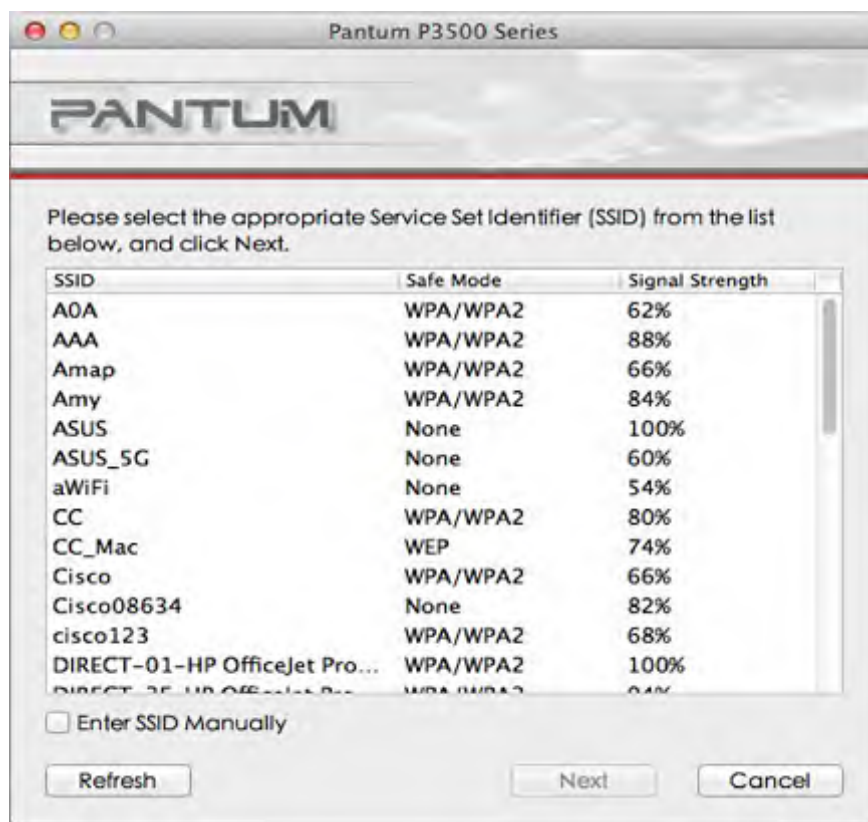 Pantum P3500 Series
PANTUM
Please select the appropriate Service Set Identifier (SSID) from the list
below, and click Next.
SSID Safe Mode Signal Strength
A0A WPA/WPA2 62%
AAA WPA/WPA2 88%
Amap WPA/WPA2 66%
Amy WPA/WPA2 84%
ASUS None 100%
ASUS_5G None 60%
aWiFi None 54%
CC WPA/WPA2 80%
CC_Mac WEP 74%
Cisco WPA/WPA2 66%
Cisco08634 None 82%
cisco123 WPA/WPA2 68%
DIRECT-01-HP OfficeJet Pro... WPA/WPA2 100%
Enter SSID Manually
Refresh Next Cancel